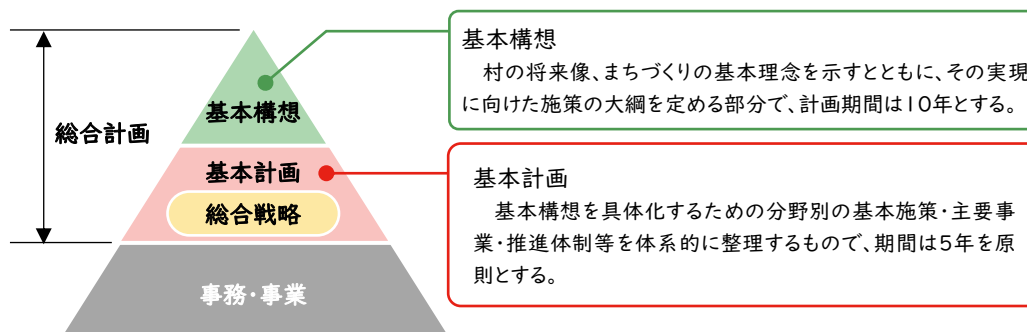 総合計画
基本構想
基本計画
総合戦略
事務・事業
基本構想
村の将来像、まちづくりの基本理念を示すとともに、その実現
に向けた施策の大綱を定める部分で、計画期間は10年とする。
基本計画
基本構想を具体化するための分野別の基本施策・主要事
業・推進体制等を体系的に整理するもので、期間は5年を原
則とする。